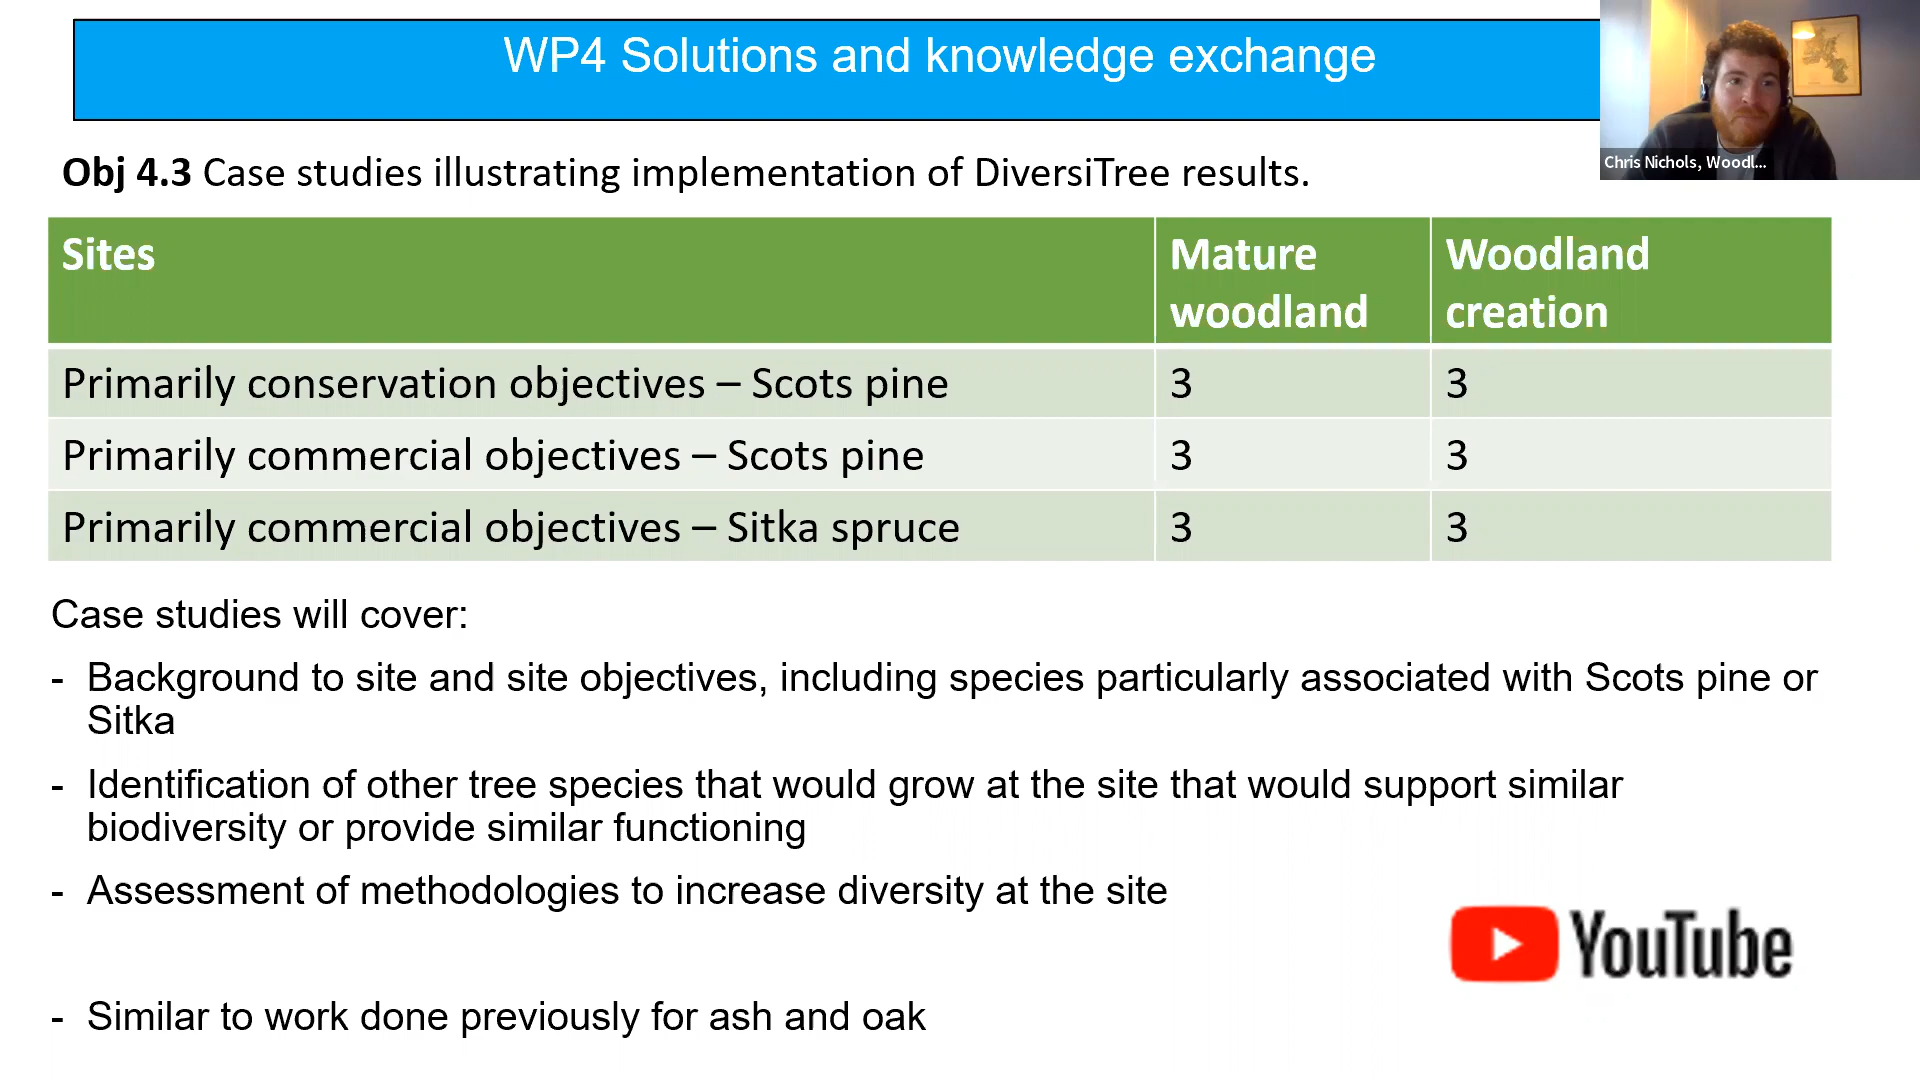 WP4 Solutions and knowledge exchange
Chris Nichols, Woodl...
Obj 4.3 Case studies illustrating implementation of DiversiTree results.
Sites
Mature
woodland
Woodland
creation
Primarily conservation objectives – Scots pine 3 3
Primarily commercial objectives – Scots pine 3 3
Primarily commercial objectives – Sitka spruce 3 3
Case studies will cover:
- Background to site and site objectives, including species particularly associated with Scots pine or
Sitka
- Identification of other tree species that would grow at the site that would support similar
biodiversity or provide similar functioning
- Assessment of methodologies to increase diversity at the site
YouTube
- Similar to work done previously for ash and oak